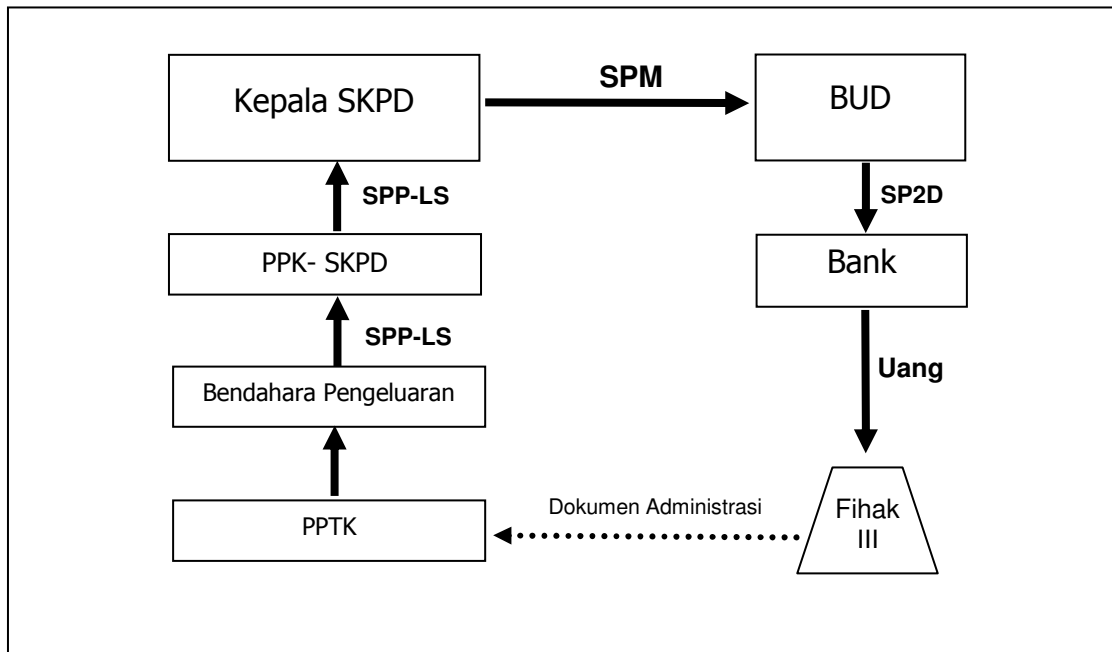 Kepala SKPD
SPM
BUD
SPP-LS
SP2D
PPK- SKPD
Bank
SPP-LS
Uang
Bendahara Pengeluaran
PPTK
Dokumen Administrasi
Fihak
III